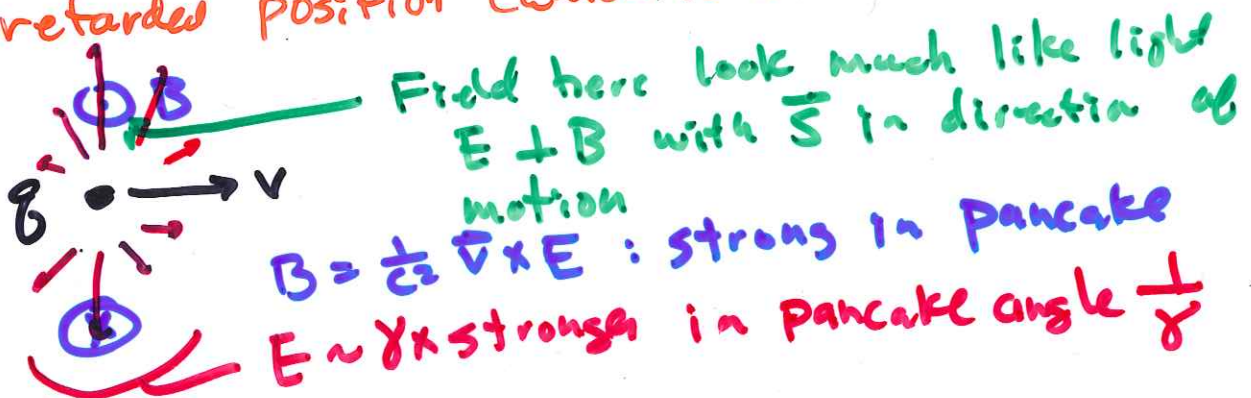 retarded position
Field here look much like light
B
E ⊥ B with S̅ in direction of
q
v
motion
B = 1/c² v̅ × E : strong in pancake
E ~ γ× stronger in pancake angle 1/γ